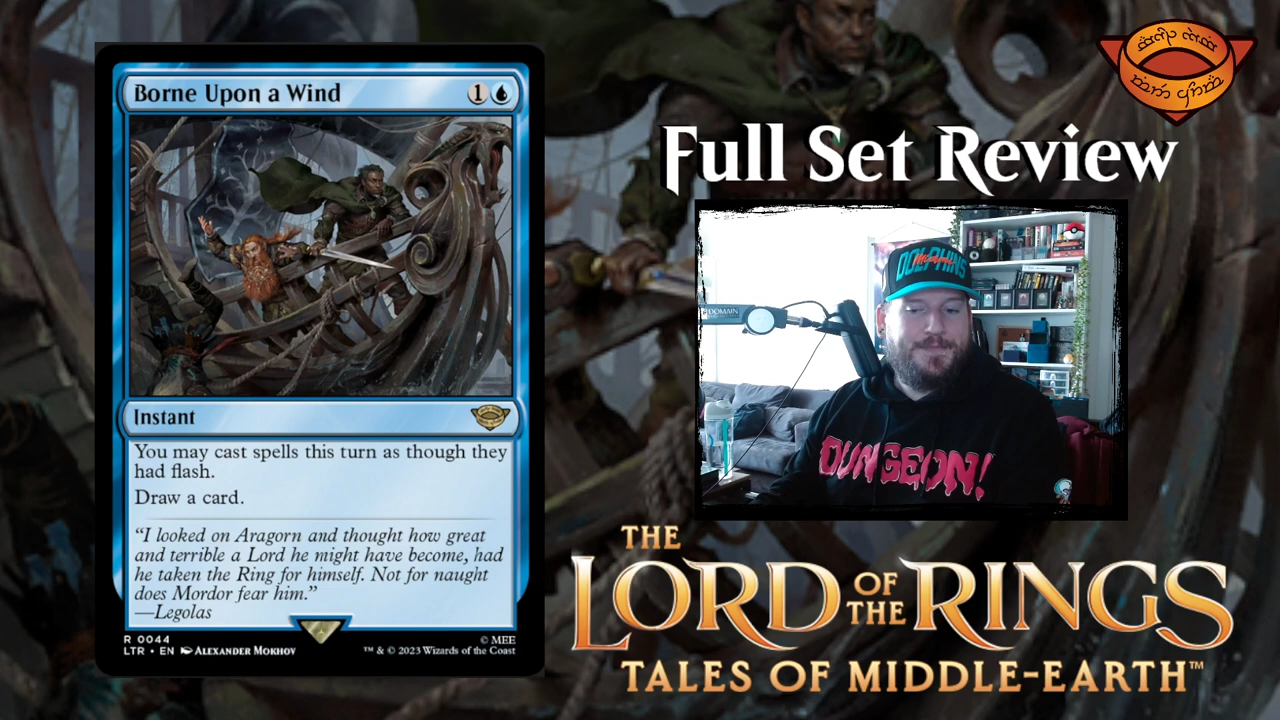 Borne Upon a Wind 1
Instant
You may cast spells this turn as though they
had flash.
Draw a card.
“I looked on Aragorn and thought how great
and terrible a Lord he might have become, had
he taken the Ring for himself. Not for naught
does Mordor fear him.”
—Legolas
R 0044
LTR • EN Alexander Mokhov
© MEE
™ & © 2023 Wizards of the Coast
Full Set Review
DOLPHINS
DOMAIN
DUNGEON!
THE
LORD OF THE RINGS
TALES OF MIDDLE-EARTH™